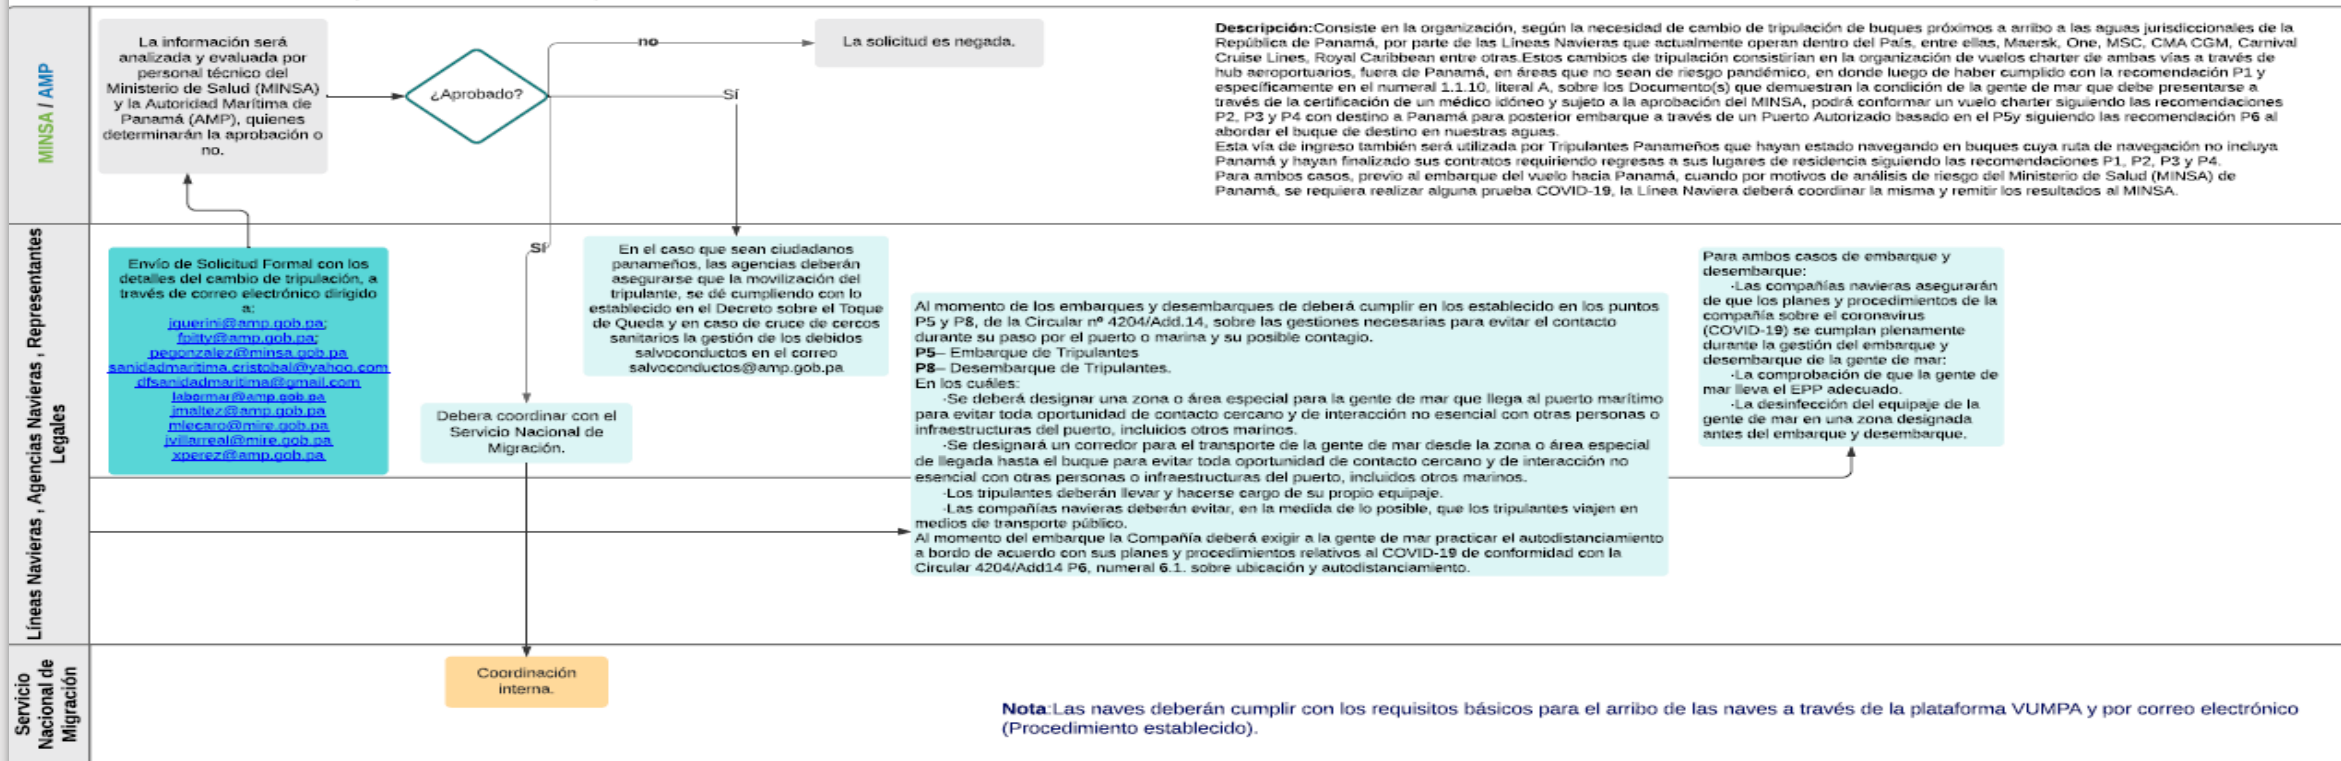 MINSA / AMP
La información será
analizada y evaluada por
personal técnico del
Ministerio de Salud (MINSA)
y la Autoridad Marítima de
Panamá (AMP), quienes
determinarán la aprobación o
no.
¿Aprobado?
no
Sí
La solicitud es negada.
Descripción:Consiste en la organización, según la necesidad de cambio de tripulación de buques próximos a arribo a las aguas jurisdiccionales de la
República de Panamá, por parte de las Líneas Navieras que actualmente operan dentro del País, entre ellas, Maersk, One, MSC, CMA CGM, Carnival
Cruise Lines, Royal Caribbean entre otras.Estos cambios de tripulación consistirían en la organización de vuelos charter de ambas vías a través de
hub aeroportuarios, fuera de Panamá, en áreas que no sean de riesgo pandémico, en donde luego de haber cumplido con la recomendación P1 y
específicamente en el numeral 1.1.10, literal A, sobre los Documento(s) que demuestran la condición de la gente de mar que debe presentarse a
través de la certificación de un médico idóneo y sujeto a la aprobación del MINSA, podrá conformar un vuelo charter siguiendo las recomendaciones
P2, P3 y P4 con destino a Panamá para posterior embarque a través de un Puerto Autorizado basado en el P5y siguiendo las recomendación P6 al
abordar el buque de destino en nuestras aguas.
Esta vía de ingreso también será utilizada por Tripulantes Panameños que hayan estado navegando en buques cuya ruta de navegación no incluya
Panamá y hayan finalizado sus contratos requiriendo regresas a sus lugares de residencia siguiendo las recomendaciones P1, P2, P3 y P4.
Para ambos casos, previo al embarque del vuelo hacia Panamá, cuando por motivos de análisis de riesgo del Ministerio de Salud (MINSA) de
Panamá, se requiera realizar alguna prueba COVID-19, la Línea Naviera deberá coordinar la misma y remitir los resultados al MINSA.
Líneas Navieras , Agencias Navieras , Representantes
Legales
Envío de Solicitud Formal con los
detalles del cambio de tripulación, a
través de correo electrónico dirigido
a:
jguerini@amp.gob.pa;
fpitty@amp.gob.pa;
pegonzalez@minsa.gob.pa
sanidadmaritima.cristobal@yahoo.com
dfsanidadmaritima@gmail.com
labormar@amp.gob.pa
jmaltez@amp.gob.pa
mlecaro@mire.gob.pa
jvillarreal@mire.gob.pa
xperez@amp.gob.pa
Sí
Debera coordinar con el
Servicio Nacional de
Migración.
En el caso que sean ciudadanos
panameños, las agencias deberán
asegurarse que la movilización del
tripulante, se dé cumpliendo con lo
establecido en el Decreto sobre el Toque
de Queda y en caso de cruce de cercos
sanitarios la gestión de los debidos
salvoconductos en el correo
salvoconductos@amp.gob.pa
Al momento de los embarques y desembarques de deberá cumplir en los establecido en los puntos
P5 y P8, de la Circular nº 4204/Add.14, sobre las gestiones necesarias para evitar el contacto
durante su paso por el puerto o marina y su posible contagio.
P5– Embarque de Tripulantes
P8– Desembarque de Tripulantes.
En los cuáles:
·Se deberá designar una zona o área especial para la gente de mar que llega al puerto marítimo
para evitar toda oportunidad de contacto cercano y de interacción no esencial con otras personas o
infraestructuras del puerto, incluidos otros marinos.
·Se designará un corredor para el transporte de la gente de mar desde la zona o área especial
de llegada hasta el buque para evitar toda oportunidad de contacto cercano y de interacción no
esencial con otras personas o infraestructuras del puerto, incluidos otros marinos.
·Los tripulantes deberán llevar y hacerse cargo de su propio equipaje.
·Las compañías navieras deberán evitar, en la medida de lo posible, que los tripulantes viajen en
medios de transporte público.
Al momento del embarque la Compañía deberá exigir a la gente de mar practicar el autodistanciamiento
a bordo de acuerdo con sus planes y procedimientos relativos al COVID-19 de conformidad con la
Circular 4204/Add14 P6, numeral 6.1. sobre ubicación y autodistanciamiento.
Para ambos casos de embarque y
desembarque:
·Las compañías navieras asegurarán
de que los planes y procedimientos de la
compañía sobre el coronavirus
(COVID-19) se cumplan plenamente
durante la gestión del embarque y
desembarque de la gente de mar:
·La comprobación de que la gente de
mar lleva el EPP adecuado.
·La desinfección del equipaje de la
gente de mar en una zona designada
antes del embarque y desembarque.
Servicio
Nacional de
Migración
Coordinación
interna.
Nota:Las naves deberán cumplir con los requisitos básicos para el arribo de las naves a través de la plataforma VUMPA y por correo electrónico
(Procedimiento establecido).